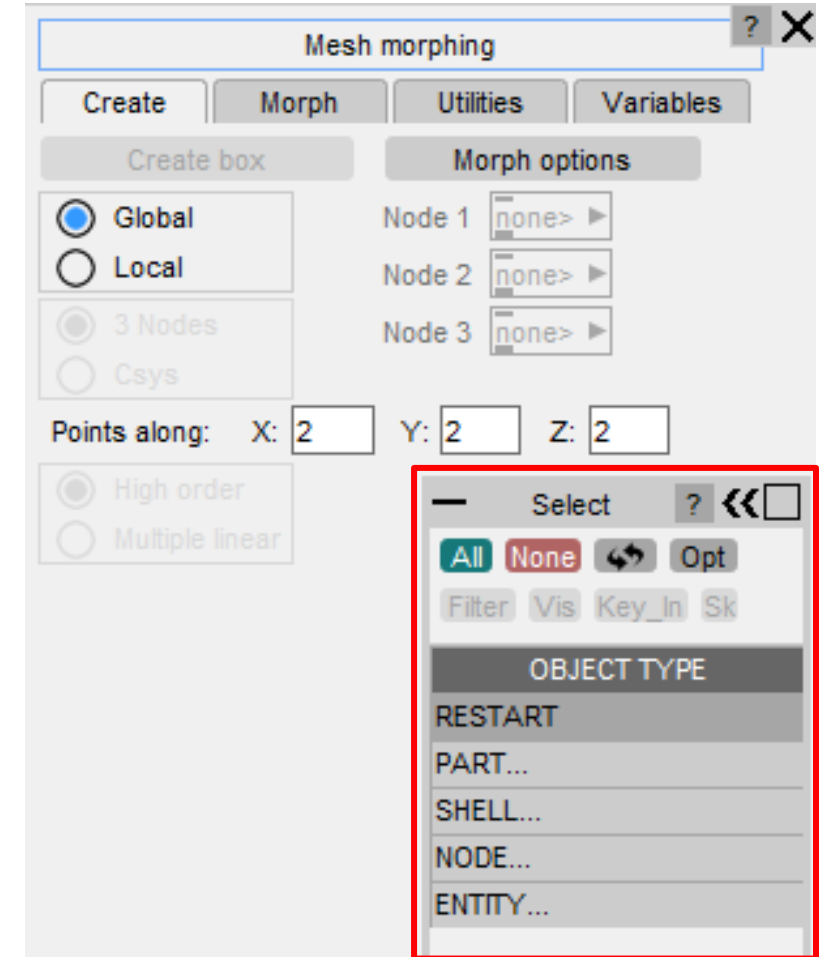 Mesh morphing ?
Create Morph Utilities Variables
Create box Morph options
Global Node 1 none>
Local Node 2 none>
3 Nodes Node 3 none>
Csys
Points along: X: 2 Y: 2 Z: 2
High order
Multiple linear
Select ?
All None Opt
Filter Vis Key_In Sk
OBJECT TYPE
RESTART
PART...
SHELL...
NODE...
ENTITY...